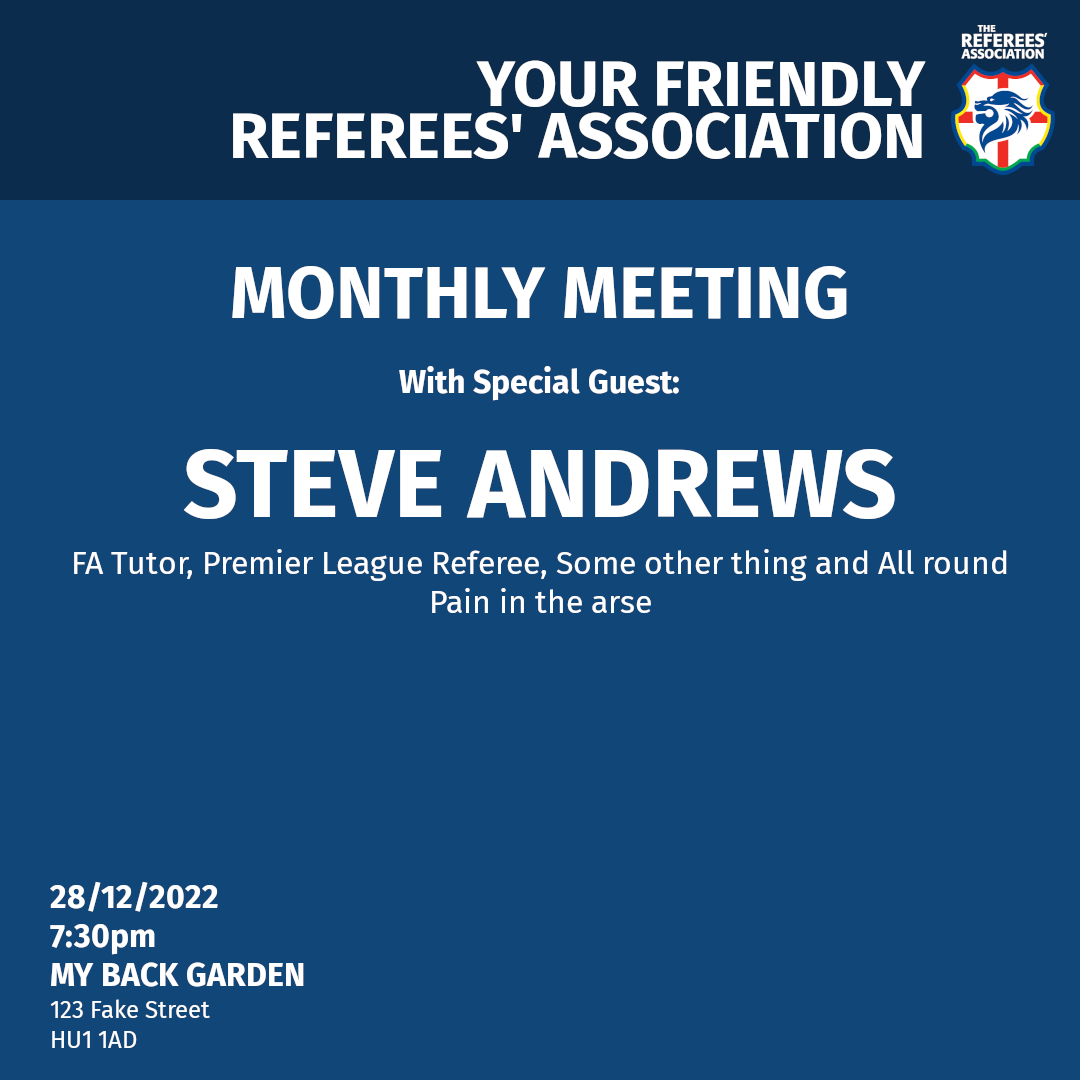 YOUR FRIENDLY
REFEREES' ASSOCIATION
THE
REFEREES'
ASSOCIATION
MONTHLY MEETING
With Special Guest:
STEVE ANDREWS
FA Tutor, Premier League Referee, Some other thing and All round
Pain in the arse
28/12/2022
7:30pm
MY BACK GARDEN
123 Fake Street
HU1 1AD